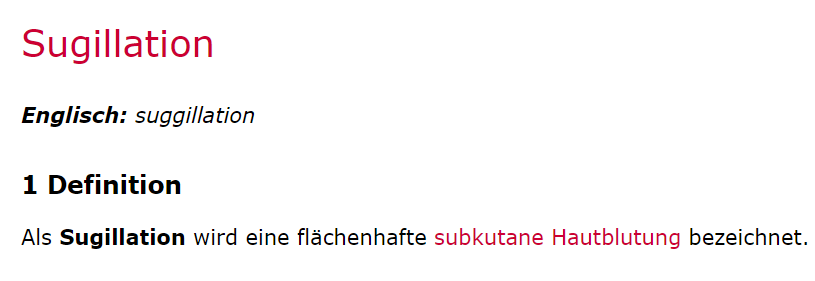 Sugillation
Englisch: suggillation
1 Definition
Als Sugillation wird eine flächenhafte subkutane Hautblutung bezeichnet.